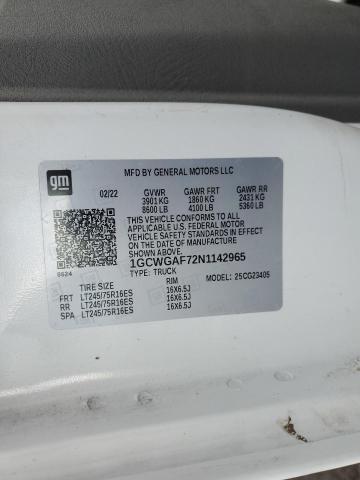 gm
MFD BY GENERAL MOTORS LLC
02/22 GVWR GAWR FRT GAWR RR
3901 KG 1860 KG 2431 KG
8600 LB 4100 LB 5360 LB
THIS VEHICLE CONFORMS TO ALL
APPLICABLE U.S. FEDERAL MOTOR
VEHICLE SAFETY STANDARDS IN
EFFECT ON THE DATE OF MANUFACTURE
SHOWN ABOVE.
8624 1GCWGAF72N1142965
TYPE: TRUCK MODEL: 25CG23405
TIRE SIZE RIM
FRT LT245/75R16ES 16X6.5J
RR LT245/75R16ES 16X6.5J
SPA LT245/75R16ES 16X6.5J